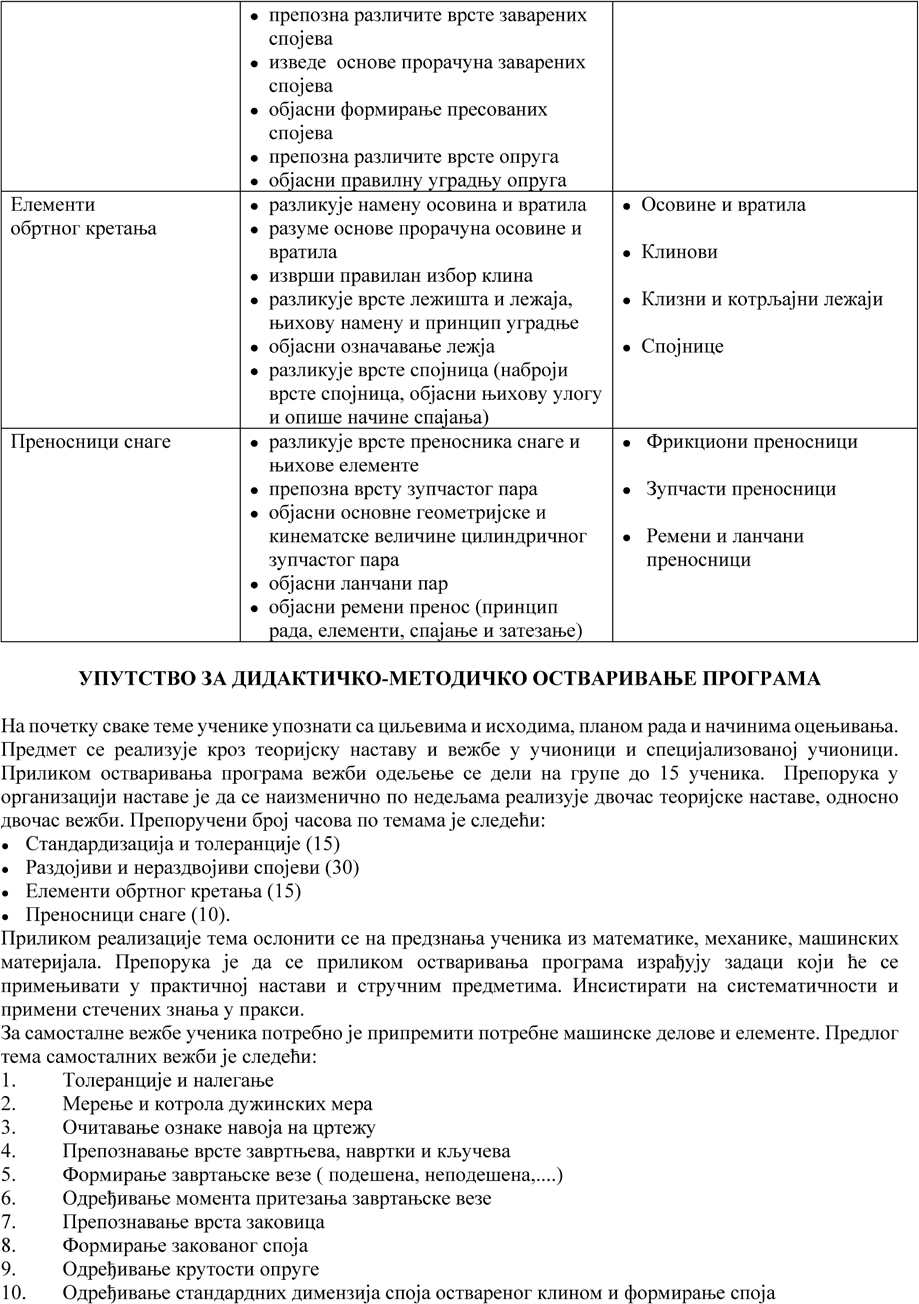 • препозна различите врсте заварених
спојева
• изведе основе прорачуна заварених
спојева
• објасни формирање пресованих
спојева
• препозна различите врсте опруга
• објасни правилну уградњу опруга
Елементи
обртног кретања
• разликује намену осовина и вратила
• разуме основе прорачуна осовине и
вратила
• изврши правилан избор клина
• разликује врсте лежишта и лежаја,
њихову намену и принцип уградње
• објасни означавање лежја
• разликује врсте спојница (наброји
врсте спојница, објасни њихову улогу
и опише начине спајања)
• Осовине и вратила
• Клинови
• Клизни и котрљајни лежаји
• Спојнице
Преносници снаге
• разликује врсте преносника снаге и
њихове елементе
• препозна врсту зупчастог пара
• објасни основне геометријске и
кинематске величине цилиндричног
зупчастог пара
• објасни ланчани пар
• објасни ремени пренос (принцип
рада, елементи, спајање и затезање)
• Фрикциони преносници
• Зупчасти преносници
• Ремени и ланчани
преносници
УПУТСТВО ЗА ДИДАКТИЧКО-МЕТОДИЧКО ОСТВАРИВАЊЕ ПРОГРАМА
На почетку сваке теме ученике упознати са циљевима и исходима, планом рада и начинима оцењивања.
Предмет се реализује кроз теоријску наставу и вежбе у учионици и специјализованој учионици.
Приликом остваривања програма вежби одељење се дели на групе до 15 ученика. Препорука у
организацији наставе је да се наизменично по недељама реализује двочас теоријске наставе, односно
двочас вежби. Препоручени број часова по темама је следећи:
• Стандардизација и толеранције (15)
• Раздојиви и нераздвојиви спојеви (30)
• Елементи обртног кретања (15)
• Преносници снаге (10).
Приликом реализације тема ослонити се на предзнања ученика из математике, механике, машинских
материјала. Препорука је да се приликом остваривања програма израђују задаци који ће се
примењивати у практичној настави и стручним предметима. Инсистирати на систематичности и
примени стечених знања у пракси.
За самосталне вежбе ученика потребно је припремити потребне машинске делове и елементе. Предлог
тема самосталних вежби је следећи:
1. Толеранције и налегање
2. Мерење и котрола дужинских мера
3. Очитавање ознаке навоја на цртежу
4. Препознавање врсте завртњева, навртки и кључева
5. Формирање завртањске везе ( подешена, неподешена,....)
6. Одређивање момента притезања завртањске везе
7. Препознавање врста заковица
8. Формирање закованог споја
9. Одређивање крутости опруге
10. Одређивање стандардних димензија споја оствареног клином и формирање споја